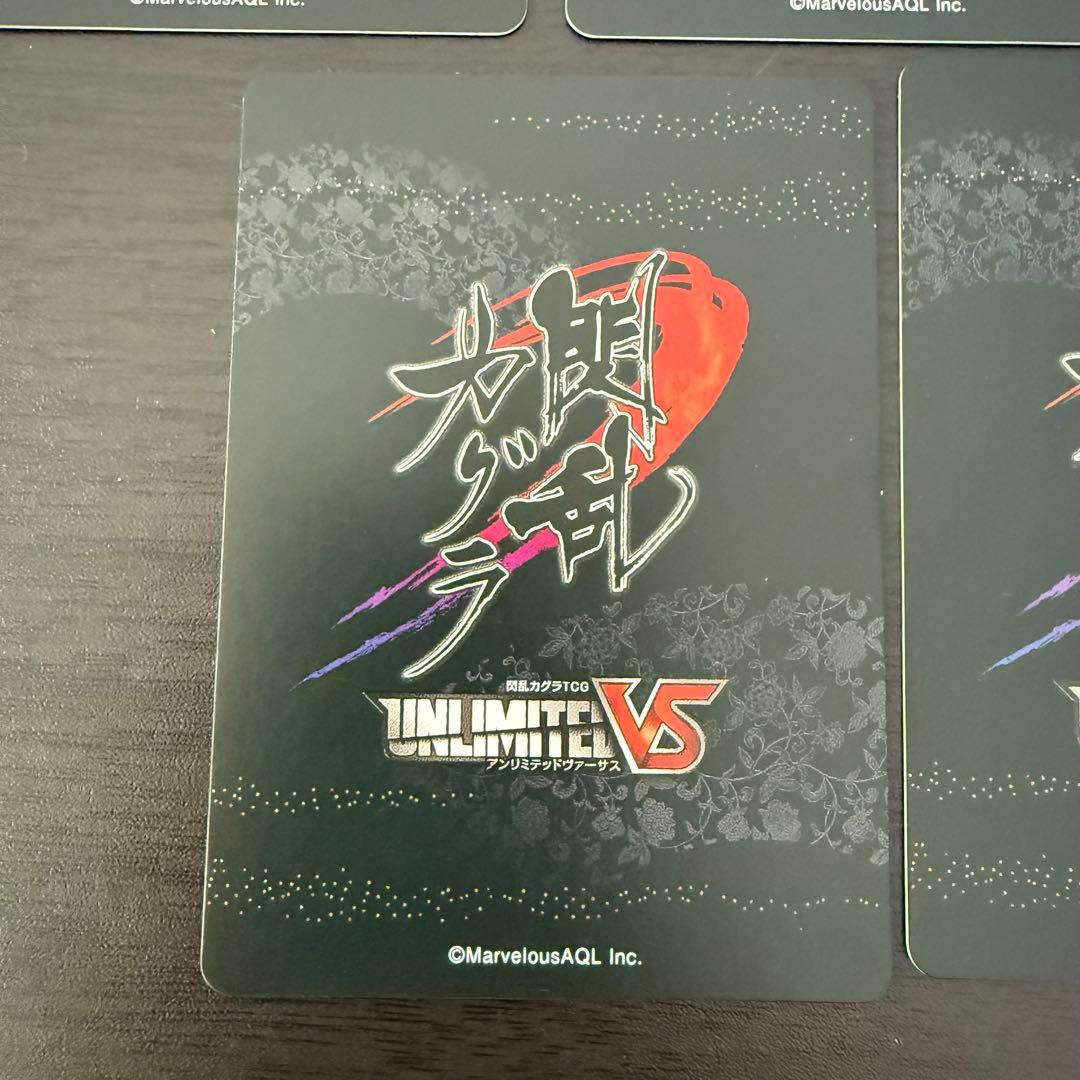 ©MarvelousAQL Inc.
©MarvelousAQL Inc.
閃乱
カグラ
閃乱カグラTCG
UNLIMITED VS
アンリミテッドヴァーサス
©MarvelousAQL Inc.